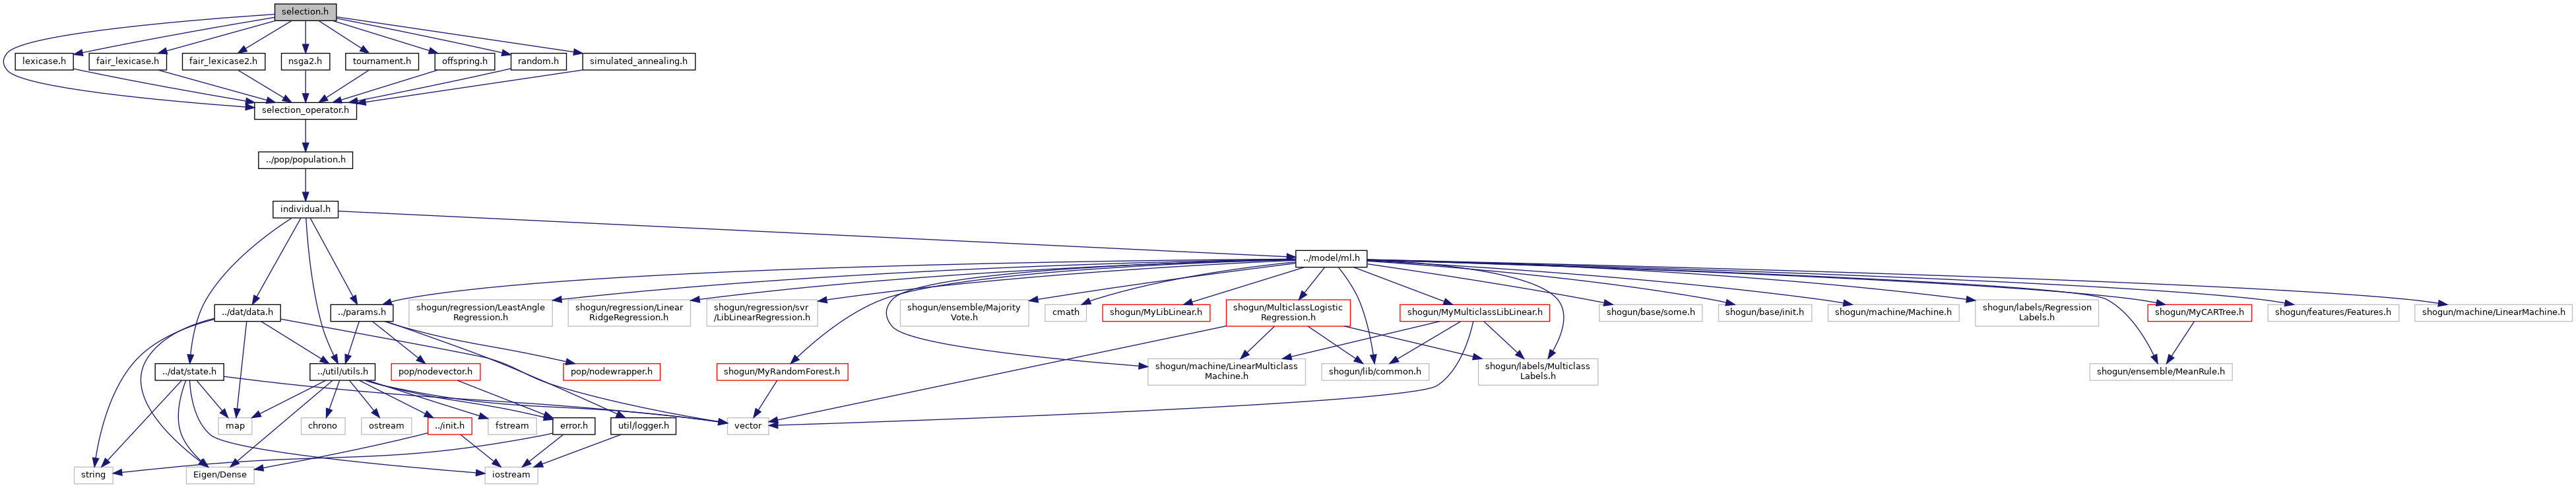 selection.h
lexicase.h
fair_lexicase.h
fair_lexicase2.h
nsga2.h
tournament.h
offspring.h
random.h
simulated_annealing.h
selection_operator.h
../pop/population.h
individual.h
../model/ml.h
../dat/data.h
../params.h
shogun/regression/LeastAngle
Regression.h
shogun/regression/Linear
RidgeRegression.h
shogun/regression/svr
/LibLinearRegression.h
shogun/ensemble/Majority
Vote.h
cmath
shogun/MyLibLinear.h
shogun/MulticlassLogistic
Regression.h
shogun/MyMulticlassLibLinear.h
shogun/base/some.h
shogun/base/init.h
shogun/machine/Machine.h
shogun/labels/Regression
Labels.h
shogun/MyCARTree.h
shogun/features/Features.h
shogun/machine/LinearMachine.h
../dat/state.h
../util/utils.h
pop/nodevector.h
pop/nodewrapper.h
shogun/MyRandomForest.h
shogun/machine/LinearMulticlass
Machine.h
shogun/lib/common.h
shogun/labels/Multiclass
Labels.h
shogun/ensemble/MeanRule.h
map
chrono
ostream
../init.h
fstream
error.h
util/logger.h
vector
string
Eigen/Dense
iostream